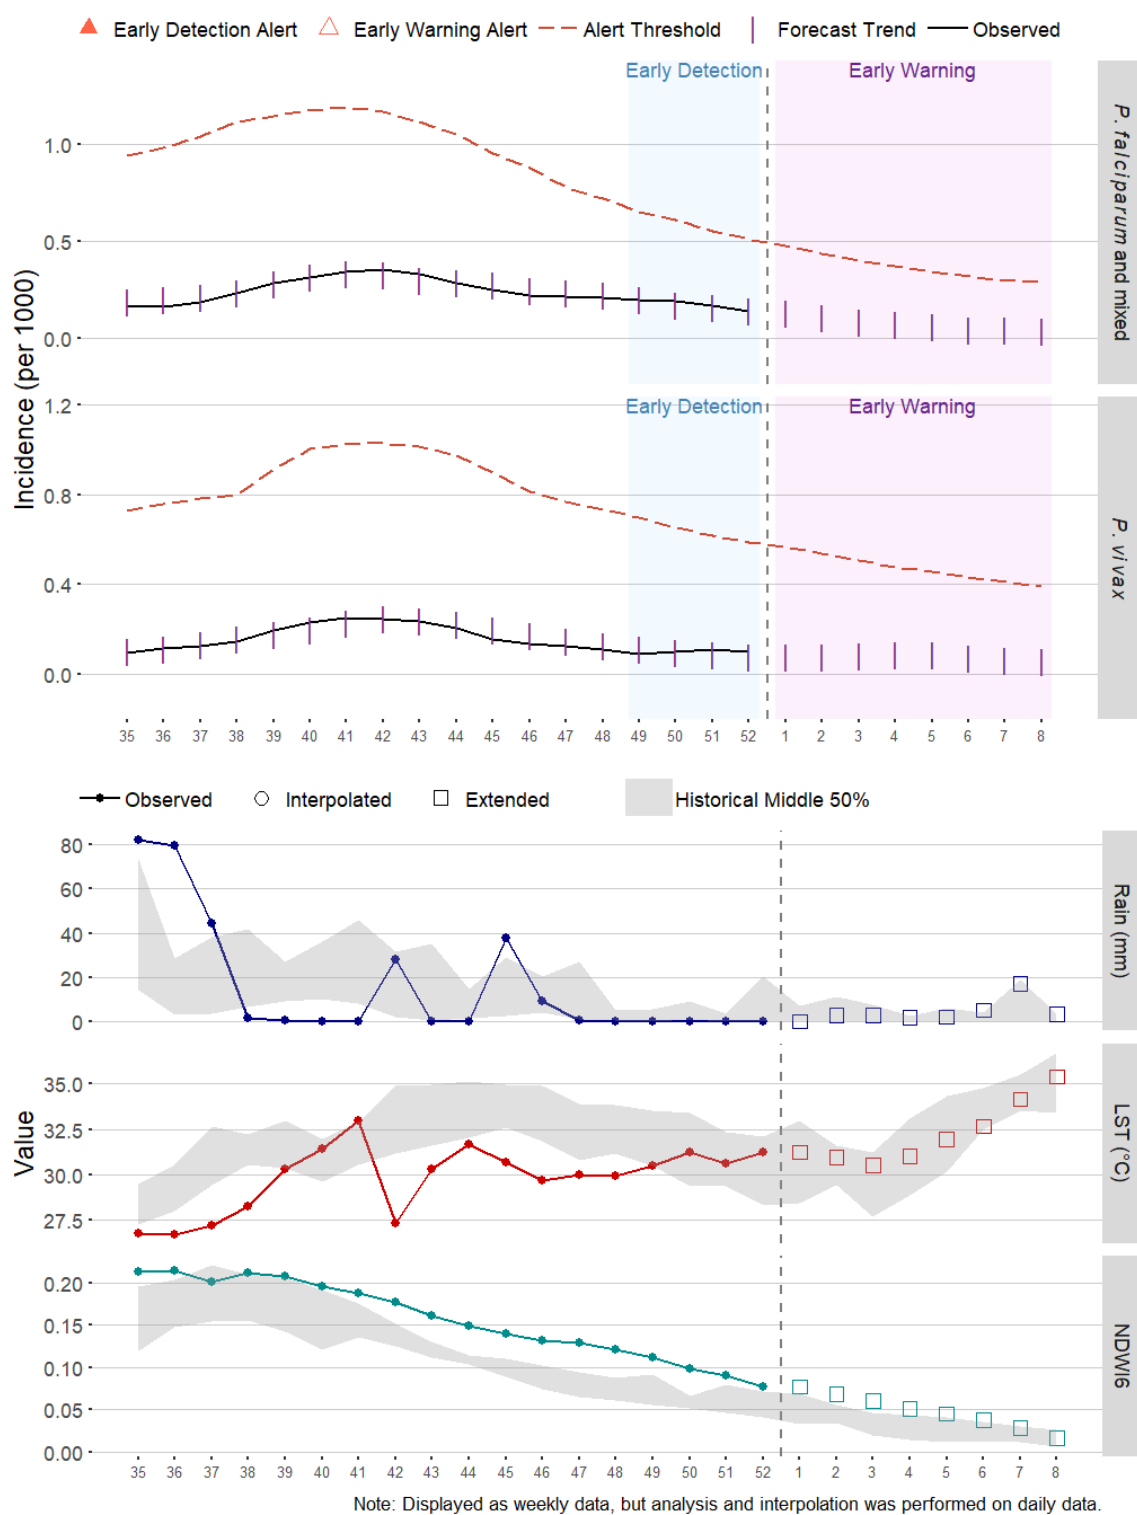 Early Detection Alert Early Warning Alert Alert Threshold Forecast Trend Observed
Early Detection Early Warning
1.0
0.5
0.0
P. falciparum and mixed
Incidence (per 1000)
Early Detection Early Warning
1.2
0.8
0.4
0.0
P. vivax
35 36 37 38 39 40 41 42 43 44 45 46 47 48 49 50 51 52 1 2 3 4 5 6 7 8
Observed Interpolated Extended Historical Middle 50%
80
60
40
20
0
Rain (mm)
Value
35.0
32.5
30.0
27.5
LST (°C)
0.20
0.15
0.10
0.05
0.00
NDWI6
35 36 37 38 39 40 41 42 43 44 45 46 47 48 49 50 51 52 1 2 3 4 5 6 7 8
Note: Displayed as weekly data, but analysis and interpolation was performed on daily data.